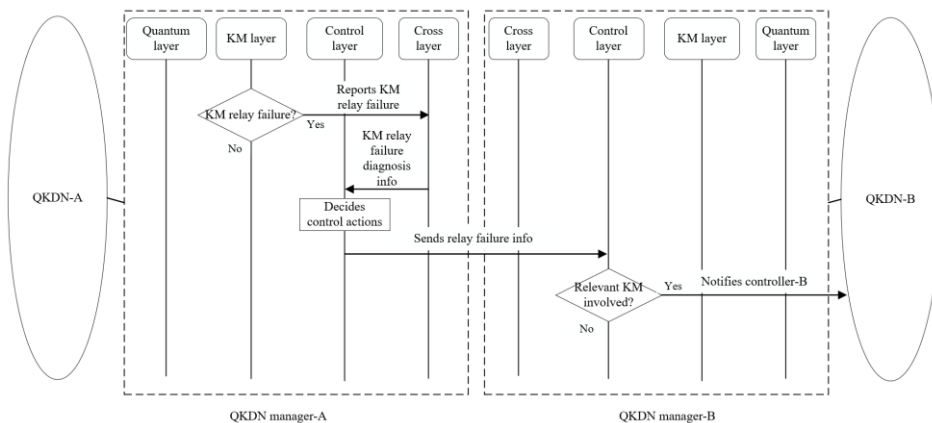 Quantum
layer
KM layer
Control
layer
Cross
layer
Cross
layer
Control
layer
KM layer
Quantum
layer
Reports KM
relay failure
KM relay failure?
Yes
No
KM relay
failure
diagnosis
info
QKDN-A
QKDN-B
Decides
control actions
Sends relay failure info
Relevant KM
involved?
Yes
Notifies controller-B
No
QKDN manager-A
QKDN manager-B